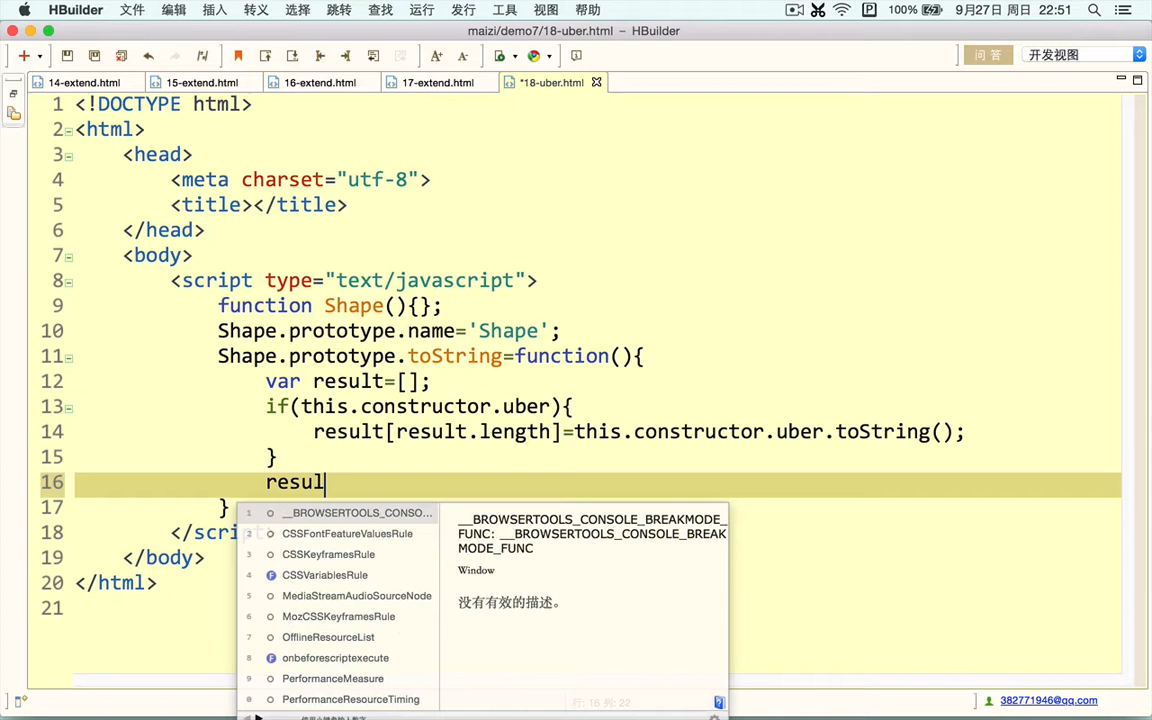 HBuilder 文件 编辑 插入 转义 选择 跳转 查找 运行 发行 工具 视图 帮助 P 100% 9月27日 周日 22:51
maizi/demo7/18-uber.html – HBuilder
A+ A- 问 答 开发视图
14-extend.html 15-extend.html 16-extend.html 17-extend.html *18-uber.html
1 <!DOCTYPE html>
2 <html>
3 <head>
4 <meta charset="utf-8">
5 <title></title>
6 </head>
7 <body>
8 <script type="text/javascript">
9 function Shape(){};
10 Shape.prototype.name='Shape';
11 Shape.prototype.toString=function(){
12 var result=[];
13 if(this.constructor.uber){
14 result[result.length]=this.constructor.uber.toString();
15 }
16 resul
17 }
18 </scri
19 </body>
20 </html>
21
1 __BROWSERTOOLS_CONSO...
2 CSSFontFeatureValuesRule
3 CSSKeyframesRule
4 F CSSVariablesRule
5 MediaStreamAudioSourceNode
6 MozCSSKeyframesRule
7 OfflineResourceList
8 F onbeforescriptexecute
9 PerformanceMeasure
0 PerformanceResourceTiming
__BROWSERTOOLS_CONSOLE_BREAKMODE_
FUNC: __BROWSERTOOLS_CONSOLE_BREAK
MODE_FUNC
Window
没有有效的描述。
行: 16 列: 22
382771946@qq.com